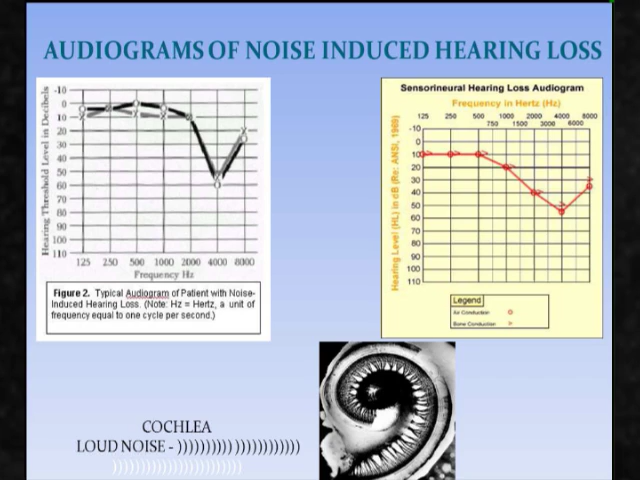 AUDIOGRAMS OF NOISE INDUCED HEARING LOSS
Hearing Threshold Level in Decibels
-10
0
10
20
30
40
50
60
70
80
90
100
110
125 250 500 1000 2000 4000 8000
Frequency Hz
Figure 2. Typical Audiogram of Patient with Noise-
Induced Hearing Loss. (Note: Hz = Hertz, a unit of
frequency equal to one cycle per second.)
Sensorineural Hearing Loss Audiogram
Frequency in Hertz (Hz)
125 250 500 1000 2000 4000 8000
750 1500 3000 6000
Hearing Level (HL) in dB (Re: ANSI, 1969)
-10
0
10
20
30
40
50
60
70
80
90
100
110
Legend
Air Conduction O
Bone Conduction >
COCHLEA
LOUD NOISE - ))))))))))))))))))))))
)))))))))))))))))))))))